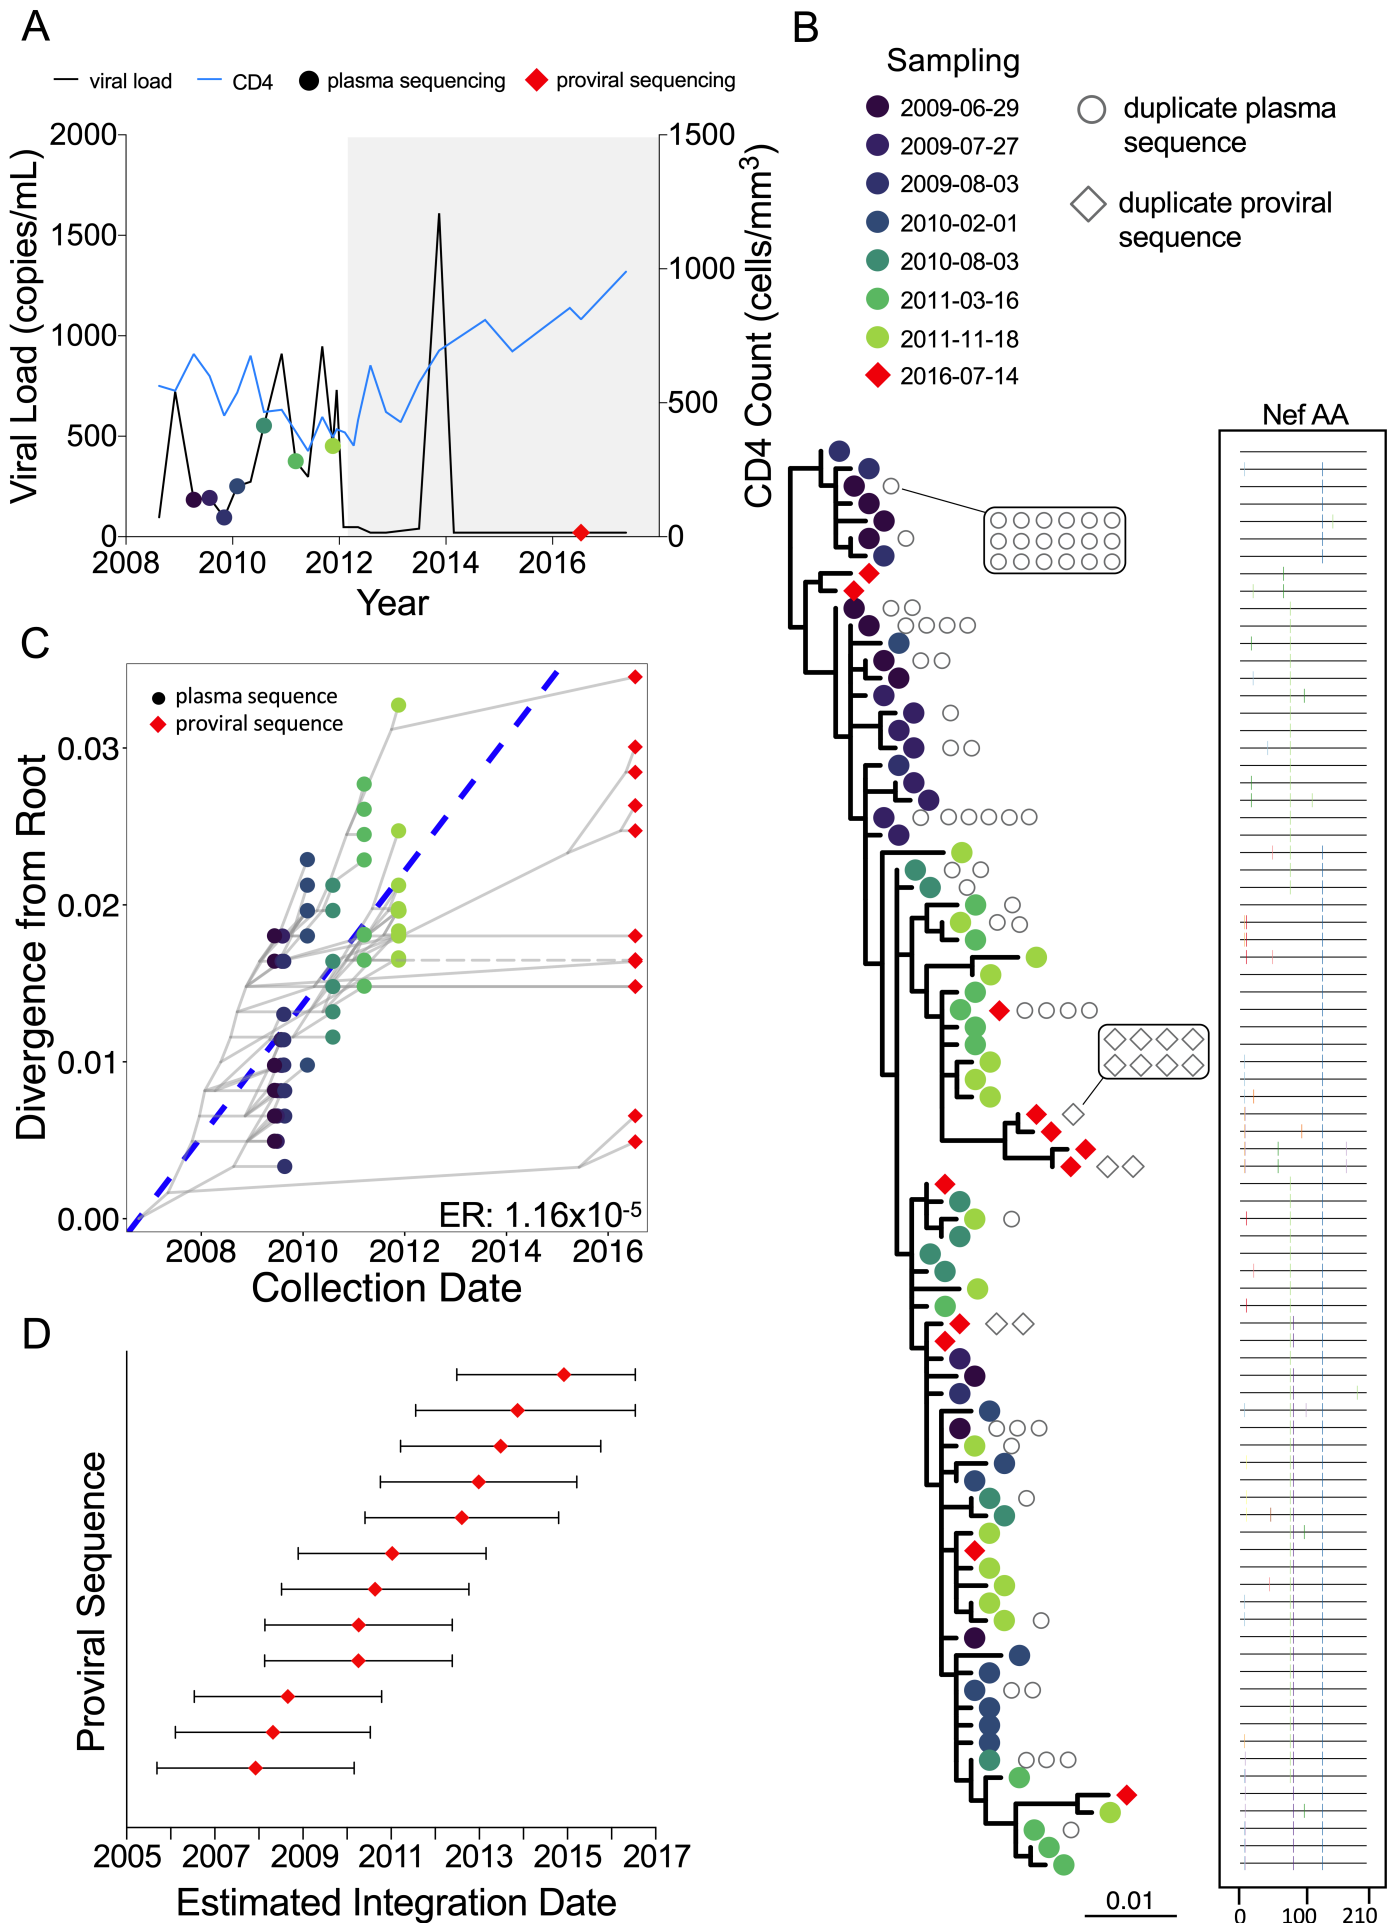 A
viral load
CD4
plasma sequencing
proviral sequencing
2000
1500
1000
500
0
Viral Load (copies/mL)
1500
1000
500
0
CD4 Count (cells/mm3)
2008
2010
2012
2014
2016
Year
B
Sampling
2009-06-29
2009-07-27
2009-08-03
2010-02-01
2010-08-03
2011-03-16
2011-11-18
2016-07-14
duplicate plasma
sequence
duplicate proviral
sequence
Nef AA
0.01
0
100
210
C
plasma sequence
proviral sequence
0.03
0.02
0.01
0.00
Divergence from Root
ER: 1.16x10-5
2008
2010
2012
2014
2016
Collection Date
D
Proviral Sequence
2005
2007
2009
2011
2013
2015
2017
Estimated Integration Date